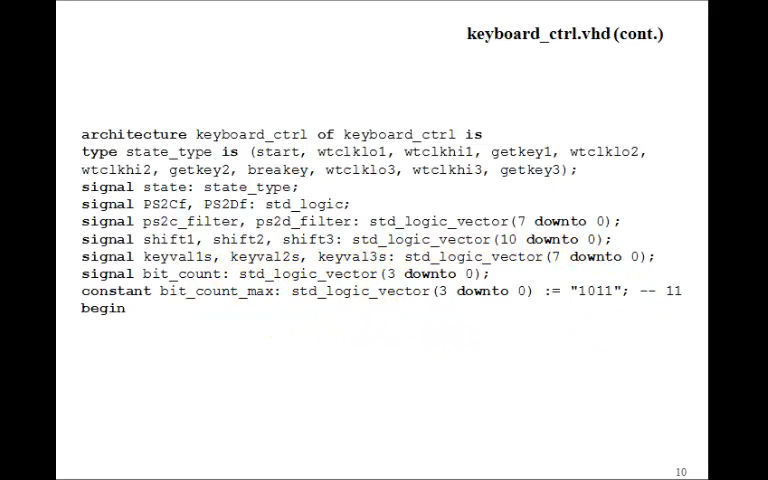 keyboard_ctrl.vhd (cont.)
architecture keyboard_ctrl of keyboard_ctrl is
type state_type is (start, wtclklo1, wtclkhi1, getkey1, wtclklo2,
wtclkhi2, getkey2, breakey, wtclklo3, wtclkhi3, getkey3);
signal state: state_type;
signal PS2Cf, PS2Df: std_logic;
signal ps2c_filter, ps2d_filter: std_logic_vector(7 downto 0);
signal shift1, shift2, shift3: std_logic_vector(10 downto 0);
signal keyval1s, keyval2s, keyval3s: std_logic_vector(7 downto 0);
signal bit_count: std_logic_vector(3 downto 0);
constant bit_count_max: std_logic_vector(3 downto 0) := "1011"; -- 11
begin
10